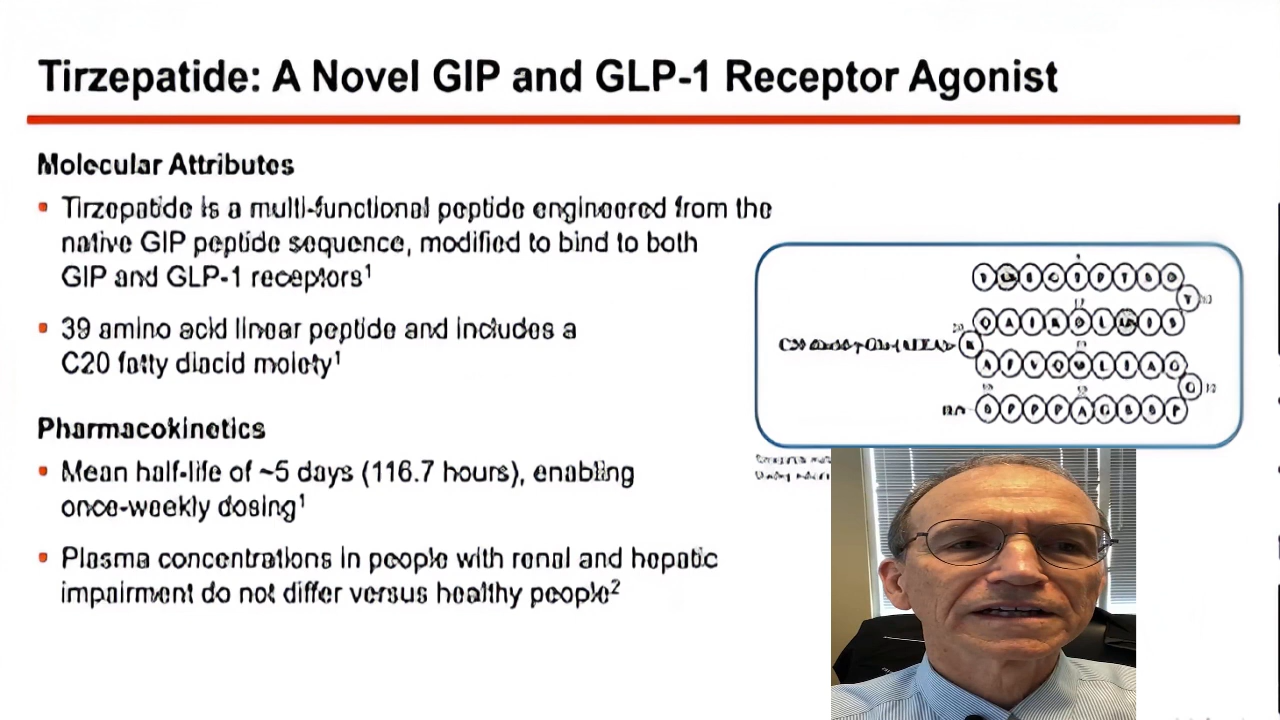 Tirzepatide: A Novel GIP and GLP-1 Receptor Agonist
Molecular Attributes
• Tirzepatide is a multi-functional peptide engineered from the
native GIP peptide sequence, modified to bind to both
GIP and GLP-1 receptors¹
• 39 amino acid linear peptide and includes a
C20 fatty diacid moiety¹
Pharmacokinetics
• Mean half-life of ~5 days (116.7 hours), enabling
once-weekly dosing¹
• Plasma concentrations in people with renal and hepatic
impairment do not differ versus healthy people²